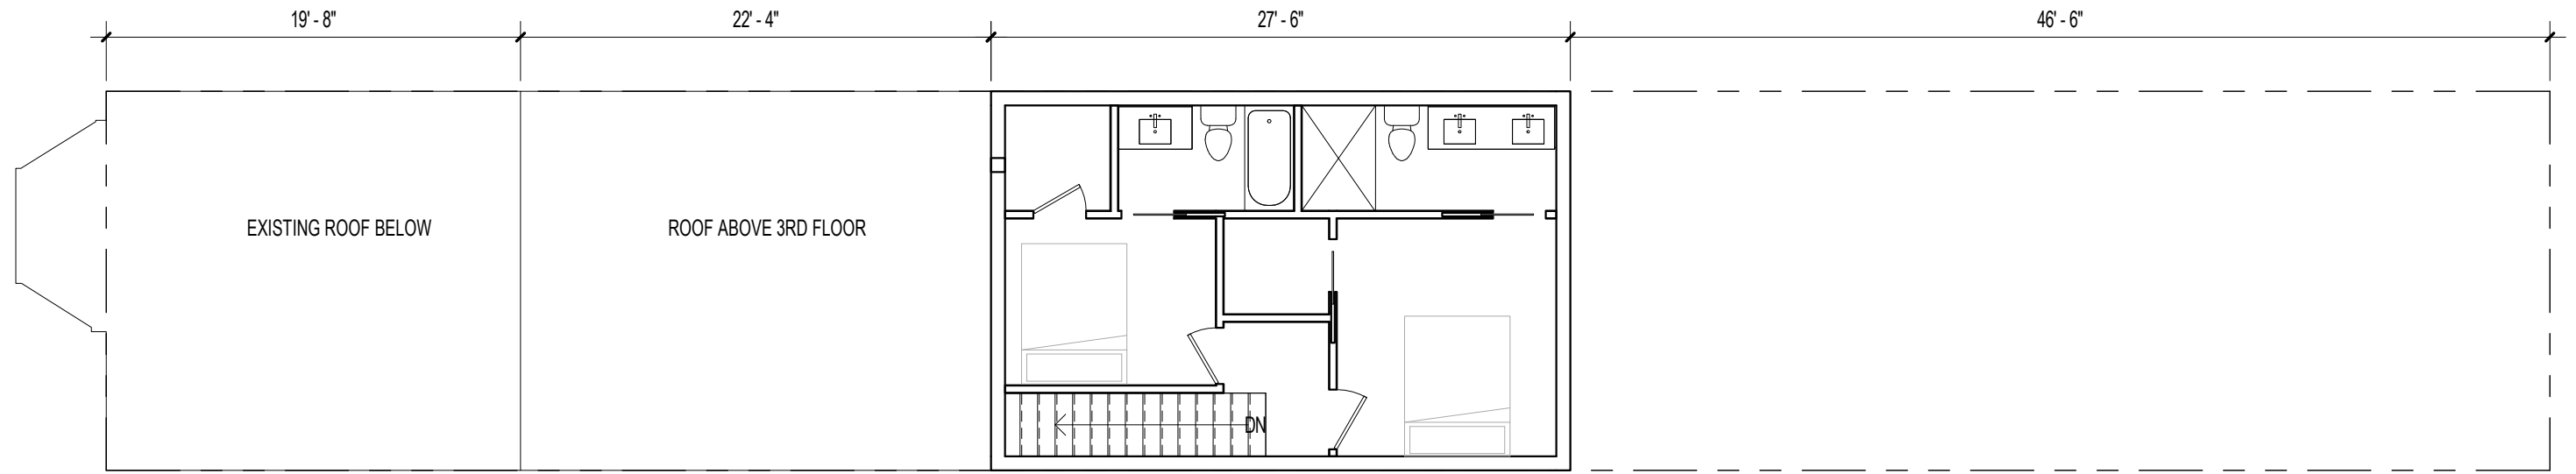 19' - 8"
22' - 4"
27' - 6"
46' - 6"
EXISTING ROOF BELOW
ROOF ABOVE 3RD FLOOR
DN